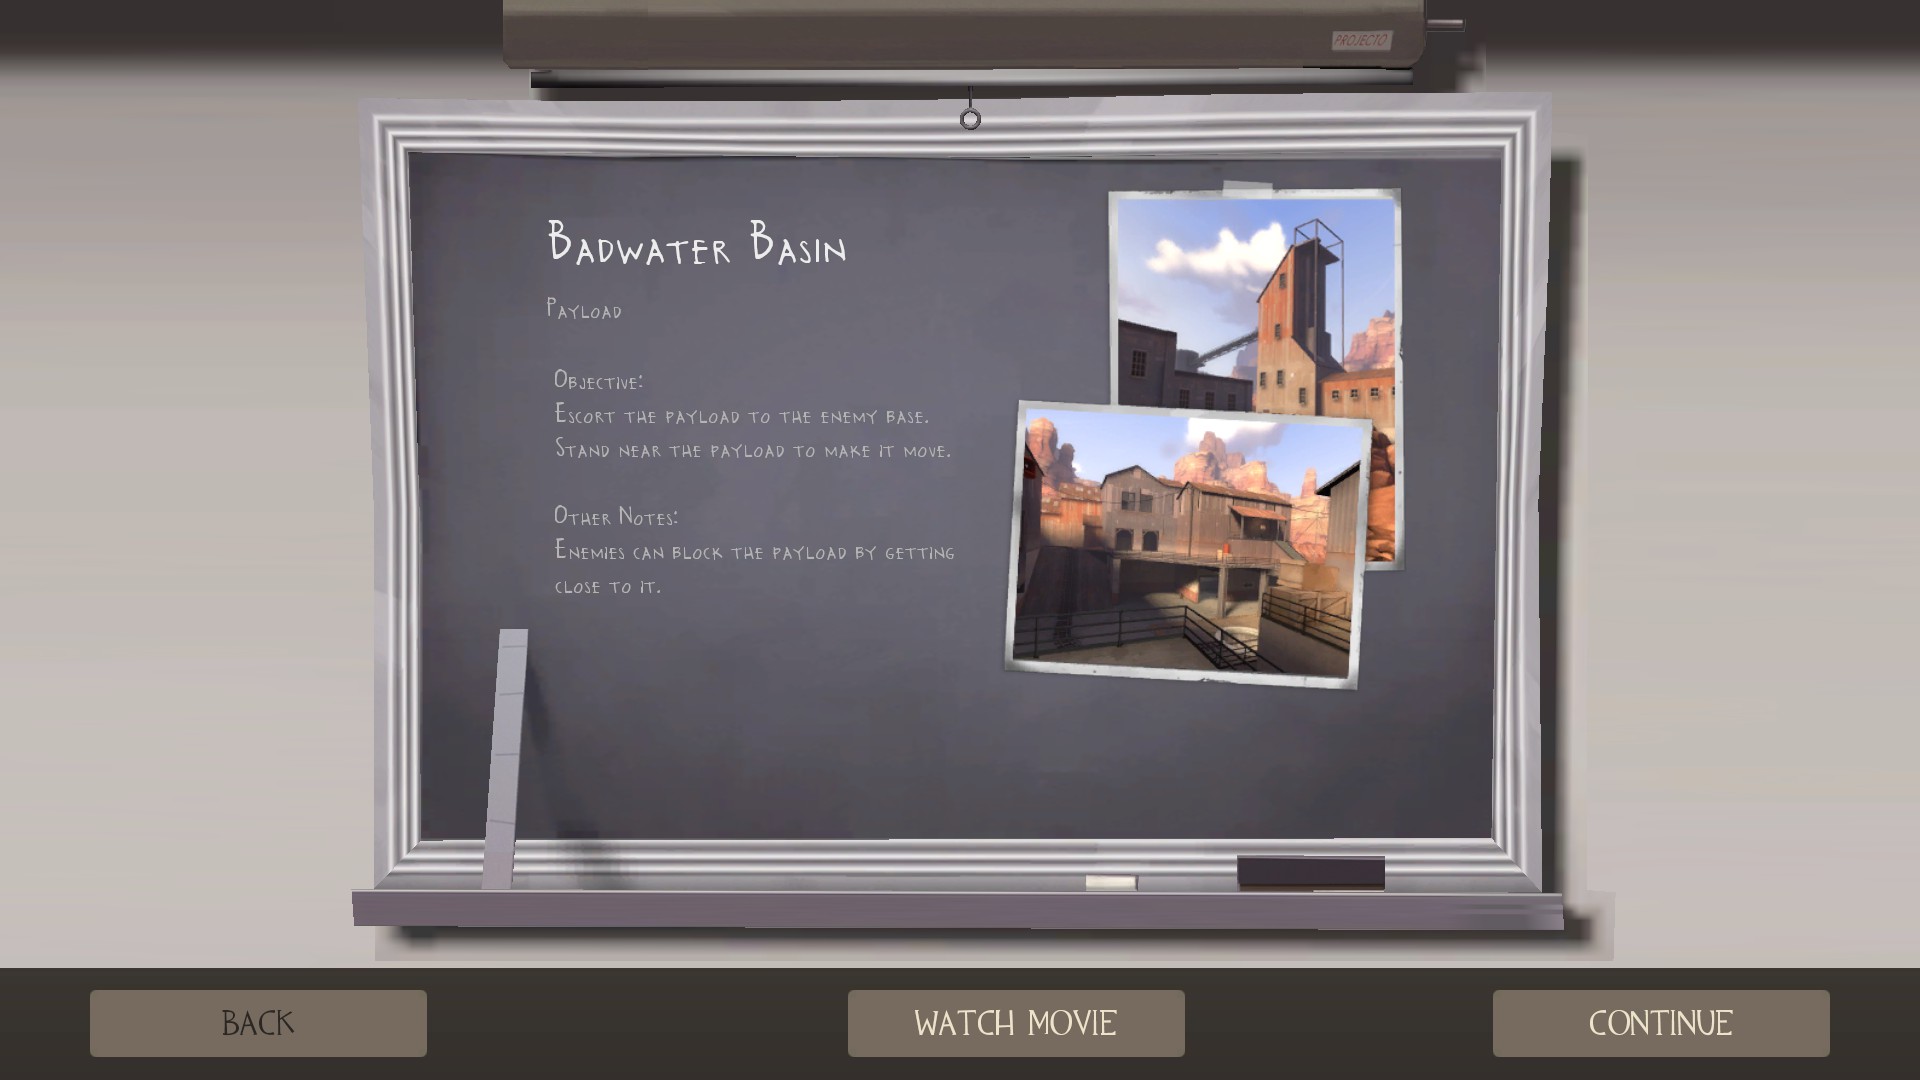 PROJECTO
Badwater Basin
Payload
Objective:
Escort the payload to the enemy base.
Stand near the payload to make it move.
Other Notes:
Enemies can block the payload by getting
close to it.
BACK
WATCH MOVIE
CONTINUE